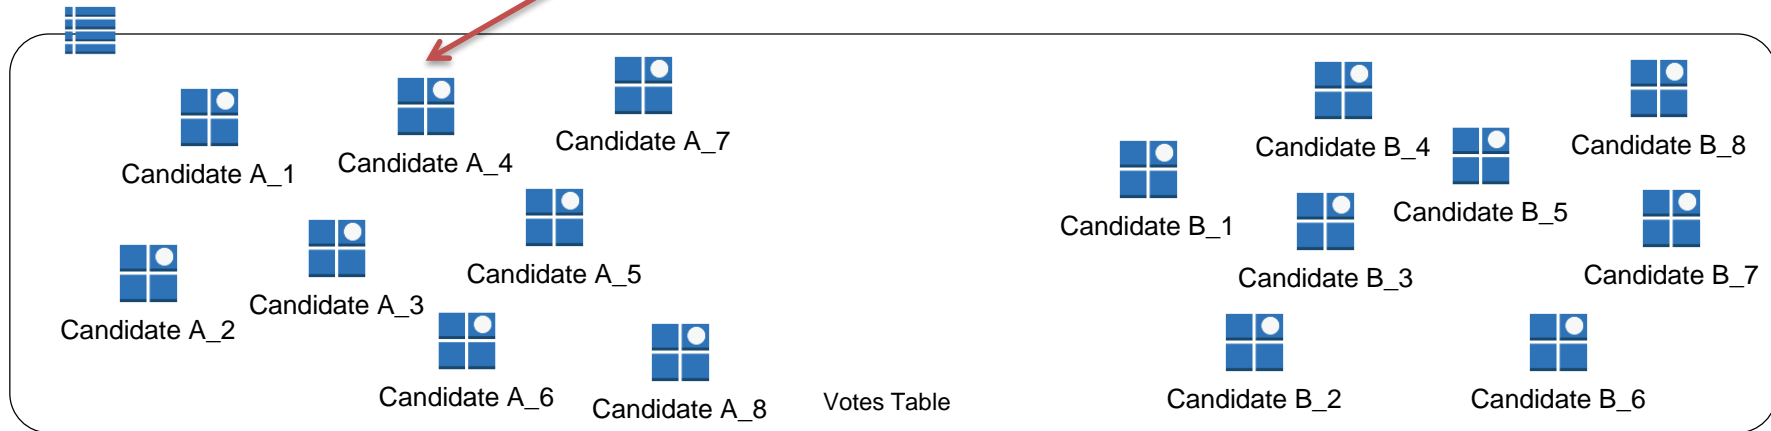 Candidate A_1
Candidate A_4
Candidate A_7
Candidate A_2
Candidate A_3
Candidate A_5
Candidate A_6
Candidate A_8
Votes Table
Candidate B_1
Candidate B_4
Candidate B_5
Candidate B_8
Candidate B_3
Candidate B_7
Candidate B_2
Candidate B_6